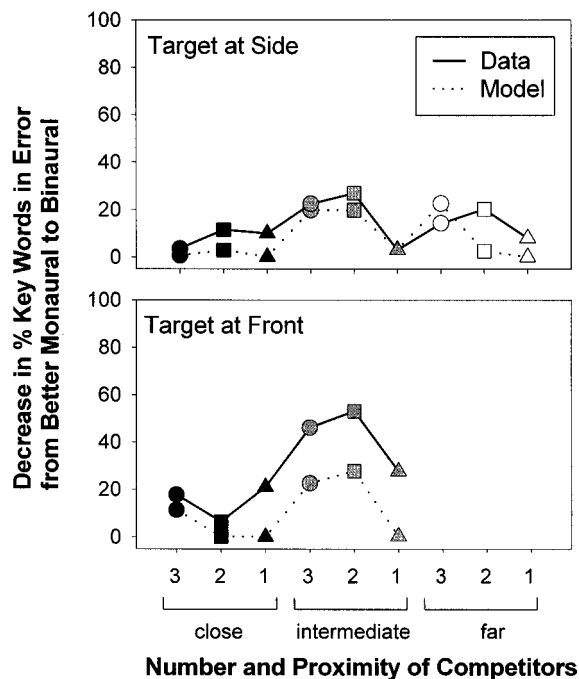 Decrease in % Key Words in Error
from Better Monaural to Binaural
100
80
60
40
20
0
Target at Side
Data
Model
100
80
60
40
20
0
Target at Front
3 2 1 3 2 1 3 2 1
close intermediate far
Number and Proximity of Competitors